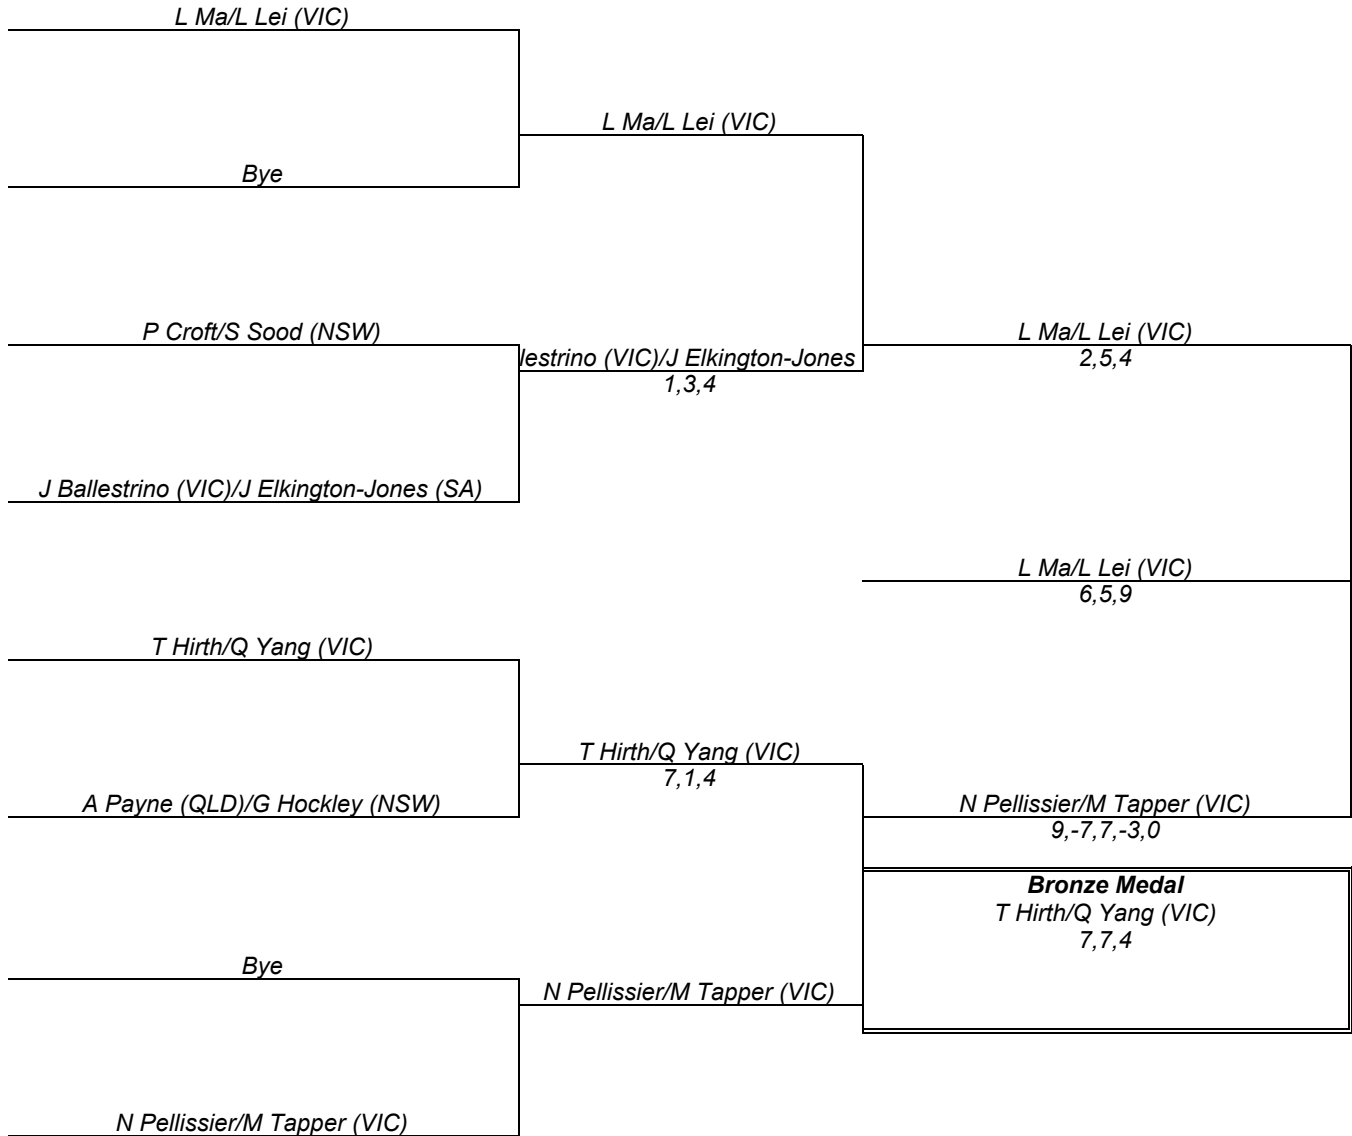 L Ma/L Lei (VIC)
L Ma/L Lei (VIC)
Bye
P Croft/S Sood (NSW)
L Ma/L Lei (VIC)
lestrino (VIC)/J Elkington-Jones
2,5,4
1,3,4
J Ballestrino (VIC)/J Elkington-Jones (SA)
L Ma/L Lei (VIC)
6,5,9
T Hirth/Q Yang (VIC)
T Hirth/Q Yang (VIC)
7,1,4
A Payne (QLD)/G Hockley (NSW)
N Pellissier/M Tapper (VIC)
9,-7,7,-3,0
Bronze Medal
T Hirth/Q Yang (VIC)
7,7,4
Bye
N Pellissier/M Tapper (VIC)
N Pellissier/M Tapper (VIC)